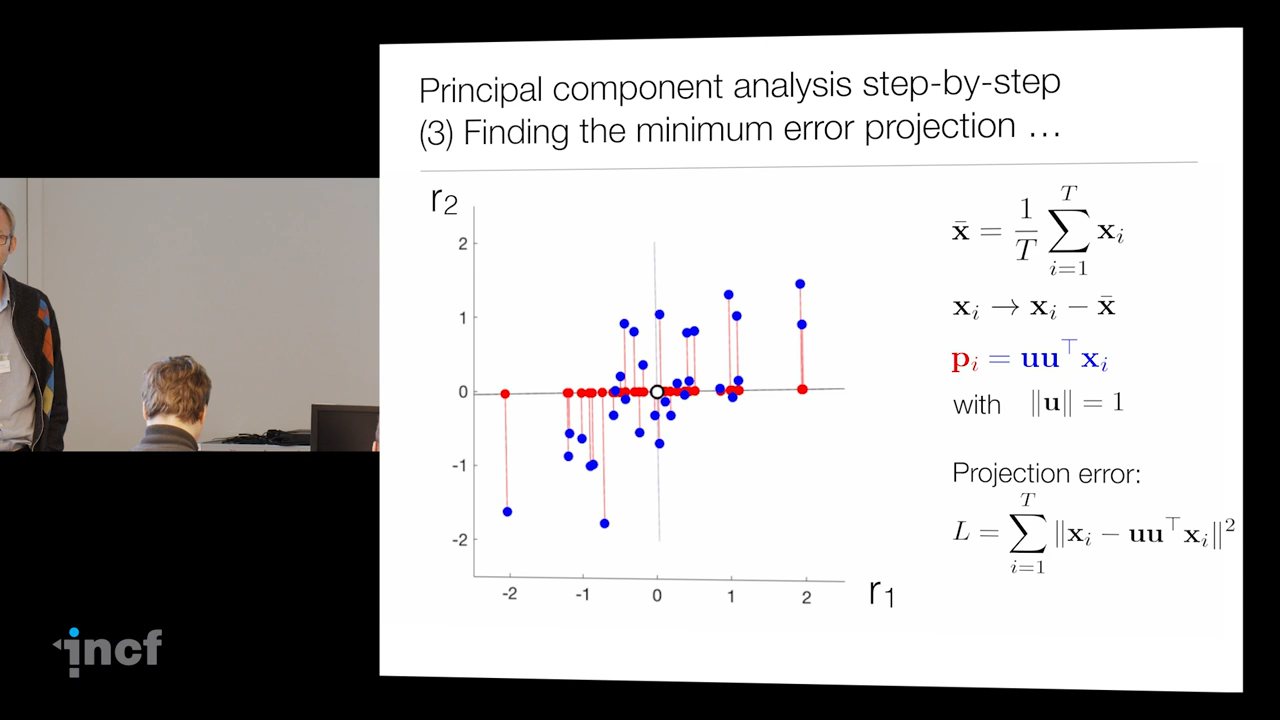 Principal component analysis step-by-step
(3) Finding the minimum error projection …
r₂
2
1
0
-1
-2
-2 -1 0 1 2
r₁
x̄ = 1/T ∑_{i=1}^{T} x_i
x_i → x_i − x̄
p_i = uu^⊤x_i
with ‖u‖ = 1
Projection error:
L = ∑_{i=1}^{T} ‖x_i − uu^⊤x_i‖²
incf